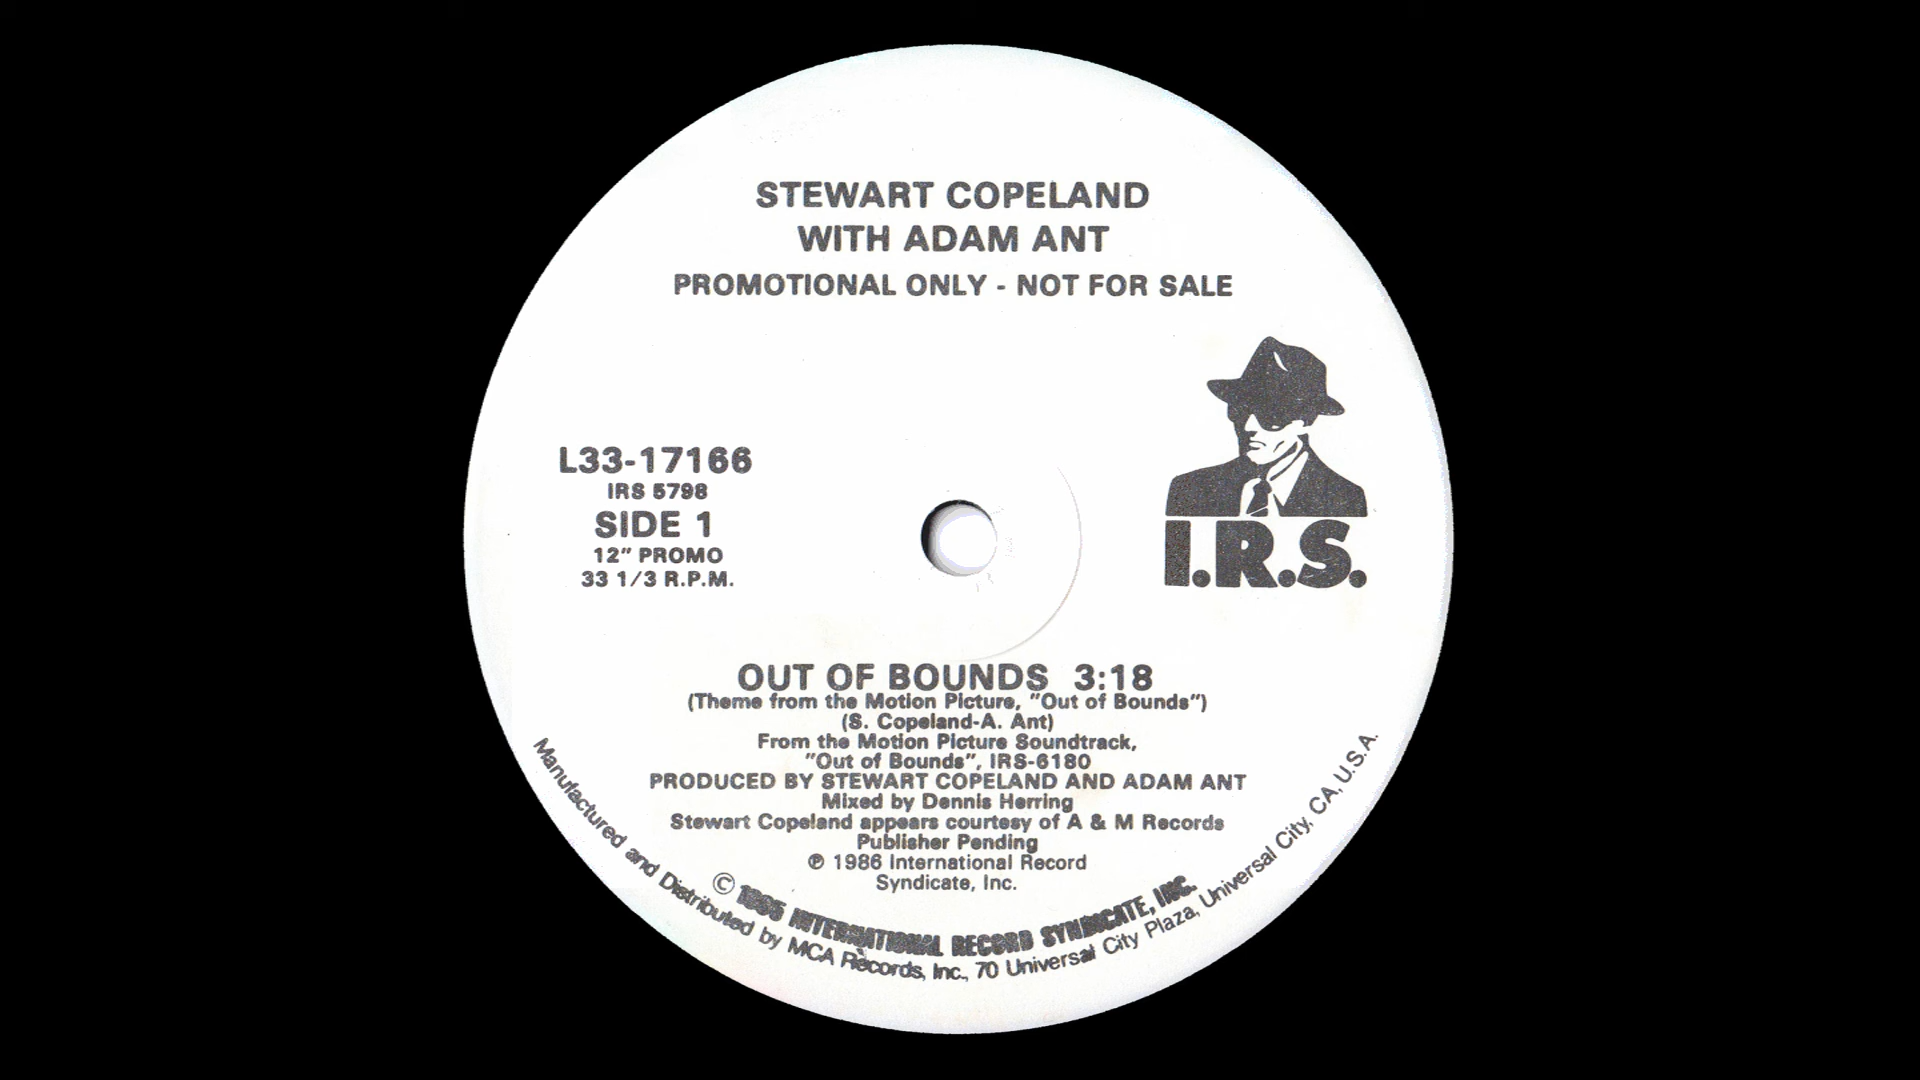 STEWART COPELAND
WITH ADAM ANT
PROMOTIONAL ONLY - NOT FOR SALE
L33-17166
IRS 5798
SIDE 1
12" PROMO
33 1/3 R.P.M.
I.R.S.
OUT OF BOUNDS 3:18
(Theme from the Motion Picture, "Out of Bounds")
(S. Copeland-A. Ant)
From the Motion Picture Soundtrack,
"Out of Bounds", IRS-6180
PRODUCED BY STEWART COPELAND AND ADAM ANT
Mixed by Dennis Herring
Stewart Copeland appears courtesy of A & M Records
Publisher Pending
℗ 1986 International Record
Syndicate, Inc.
© 1985 INTERNATIONAL RECORD SYNDICATE, INC.
Manufactured and Distributed by MCA Records, Inc., 70 Universal City Plaza, Universal City, CA, U.S.A.